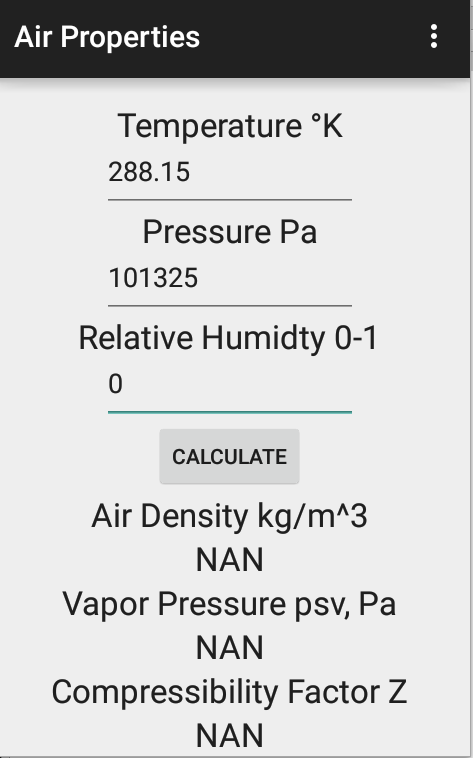 Air Properties
Temperature °K
288.15
Pressure Pa
101325
Relative Humidty 0-1
0
CALCULATE
Air Density kg/m^3
NAN
Vapor Pressure psv, Pa
NAN
Compressibility Factor Z
NAN